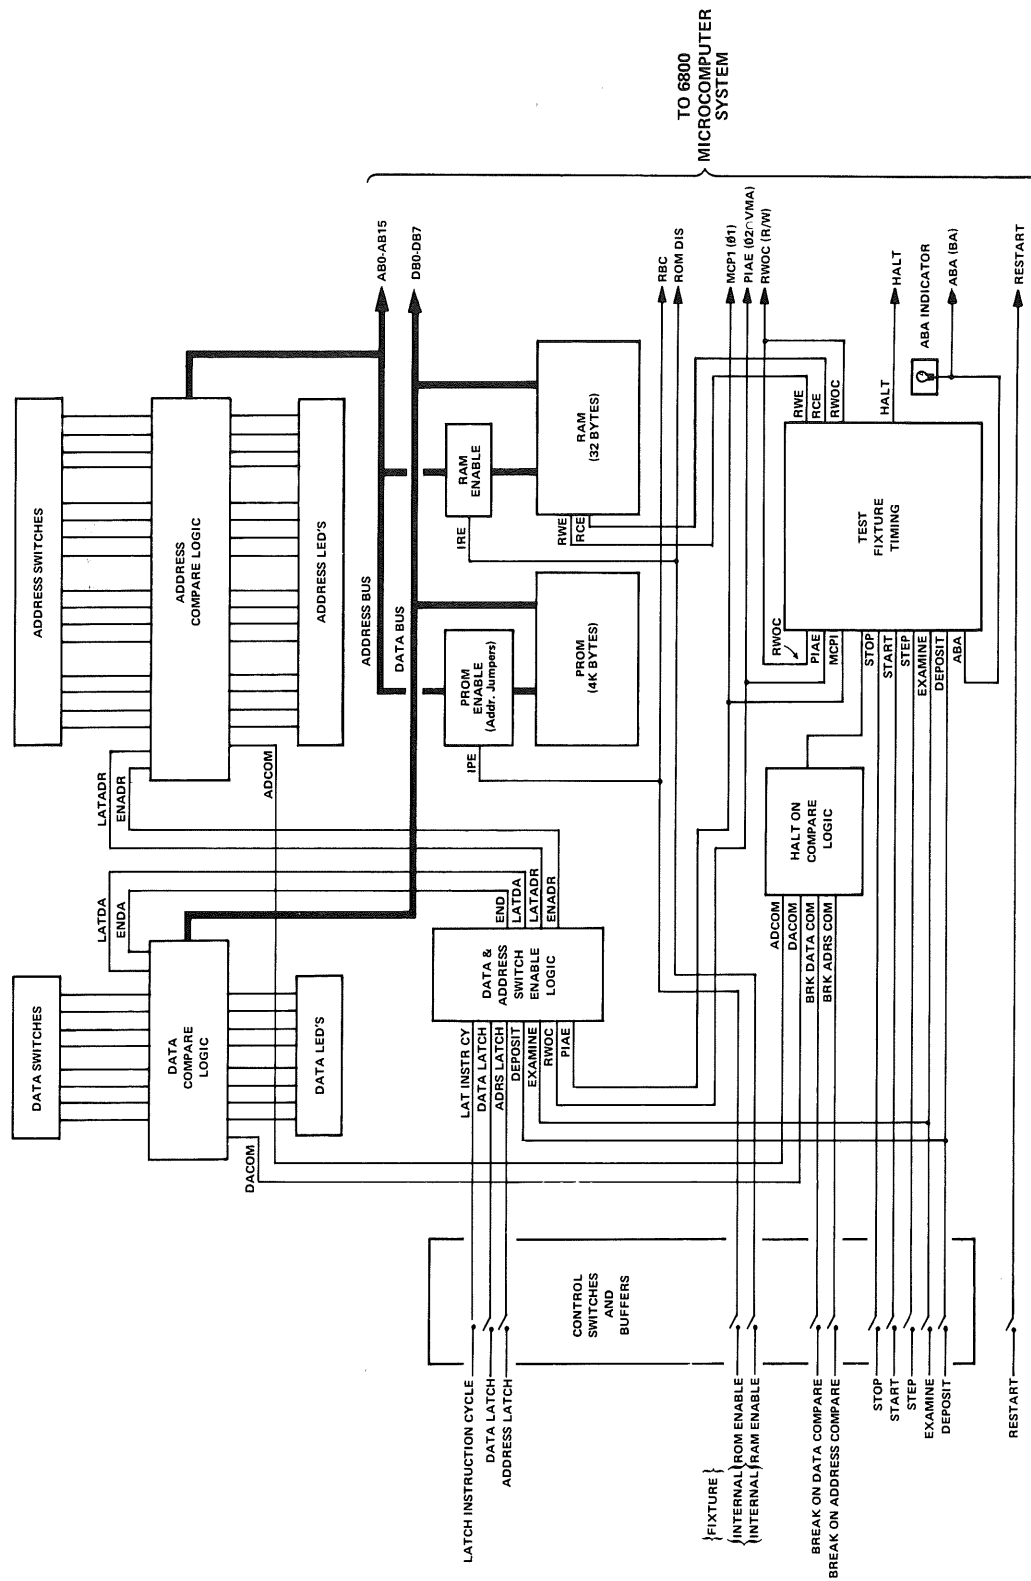 DATA SWITCHES
ADDRESS SWITCHES
DATA
COMPARE
LOGIC
ADDRESS
COMPARE LOGIC
DATA LED'S
ADDRESS LED'S
LATDA
ENDA
DACOM
LATADR
ENADR
ADCOM
ADDRESS BUS
DATA BUS
AB0-AB15
DB0-DB7
TO 6800
MICROCOMPUTER
SYSTEM
LATCH INSTRUCTION CYCLE
DATA LATCH
ADDRESS LATCH
CONTROL
SWITCHES
AND
BUFFERS
LAT INSTR CY
DATA LATCH
ADRS LATCH
DEPOSIT
EXAMINE
RWOC
PIAE
DATA &
ADDRESS
SWITCH
ENABLE
LOGIC
END
LATDA
LATADR
ENADR
IPE
PROM
ENABLE
(Addr. Jumpers)
PROM
(4K BYTES)
IRE
RAM
ENABLE
RAM
(32 BYTES)
RWE
RCE
RBC
ROM DIS
MCP1 (Ø1)
PIAE (Ø2∩VMA)
RWOC (R/W)
{FIXTURE}
{INTERNAL} ROM ENABLE
{INTERNAL} RAM ENABLE
BREAK ON DATA COMPARE
BREAK ON ADDRESS COMPARE
ADCOM
DACOM
BRK DATA COM
BRK ADRS COM
HALT ON
COMPARE
LOGIC
RWOC
PIAE
MCPI
STOP
START
STEP
EXAMINE
DEPOSIT
ABA
TEST
FIXTURE
TIMING
RWE
RCE
RWOC
HALT
HALT
ABA INDICATOR
ABA (BA)
STOP
START
STEP
EXAMINE
DEPOSIT
RESTART
RESTART